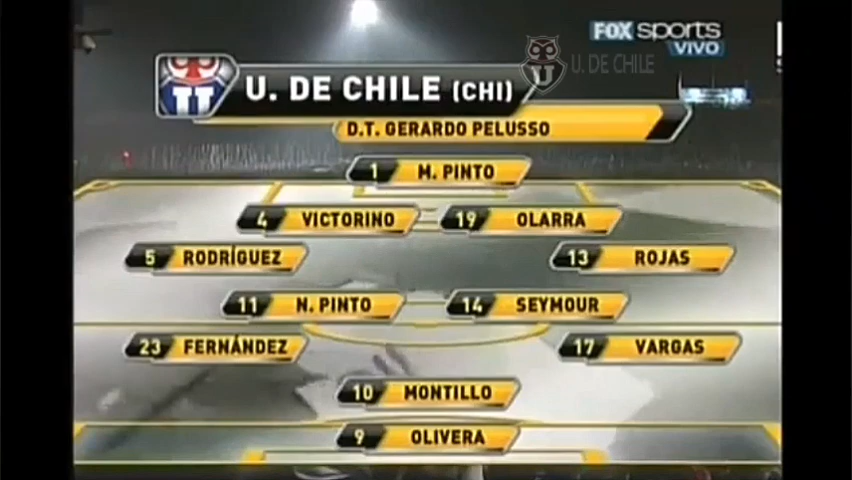 FOX sports
VIVO
U. DE CHILE (CHI)
U. DE CHILE
D.T. GERARDO PELUSSO
1 M. PINTO
4 VICTORINO 19 OLARRA
5 RODRÍGUEZ 13 ROJAS
11 N. PINTO 14 SEYMOUR
23 FERNÁNDEZ 17 VARGAS
10 MONTILLO
9 OLIVERA